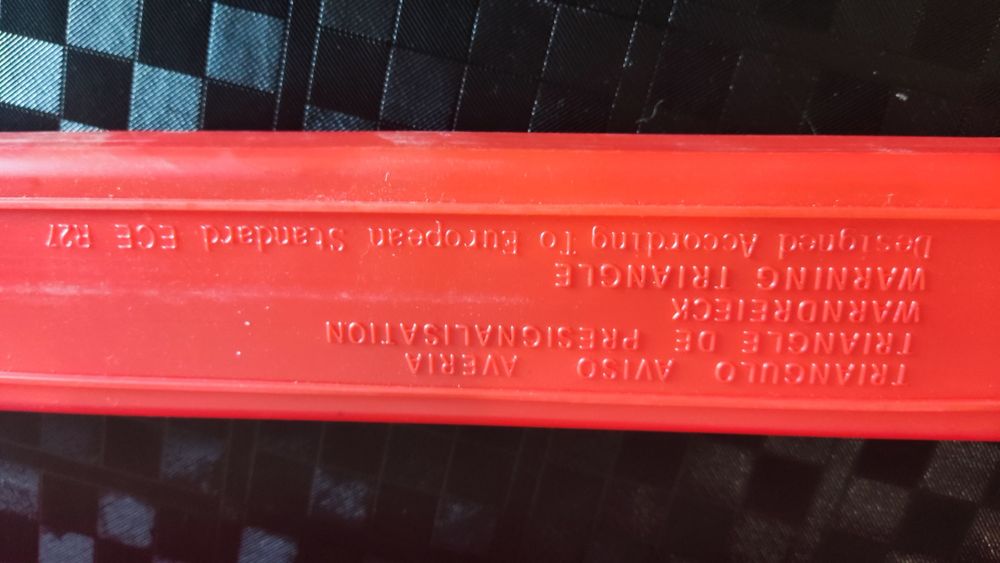 Designed According To European Standard ECE R27
WARNING TRIANGLE
WARNDREIECK
TRIANGLE DE PRESIGNALISATION
TRIANGULO AVISO AVERIA